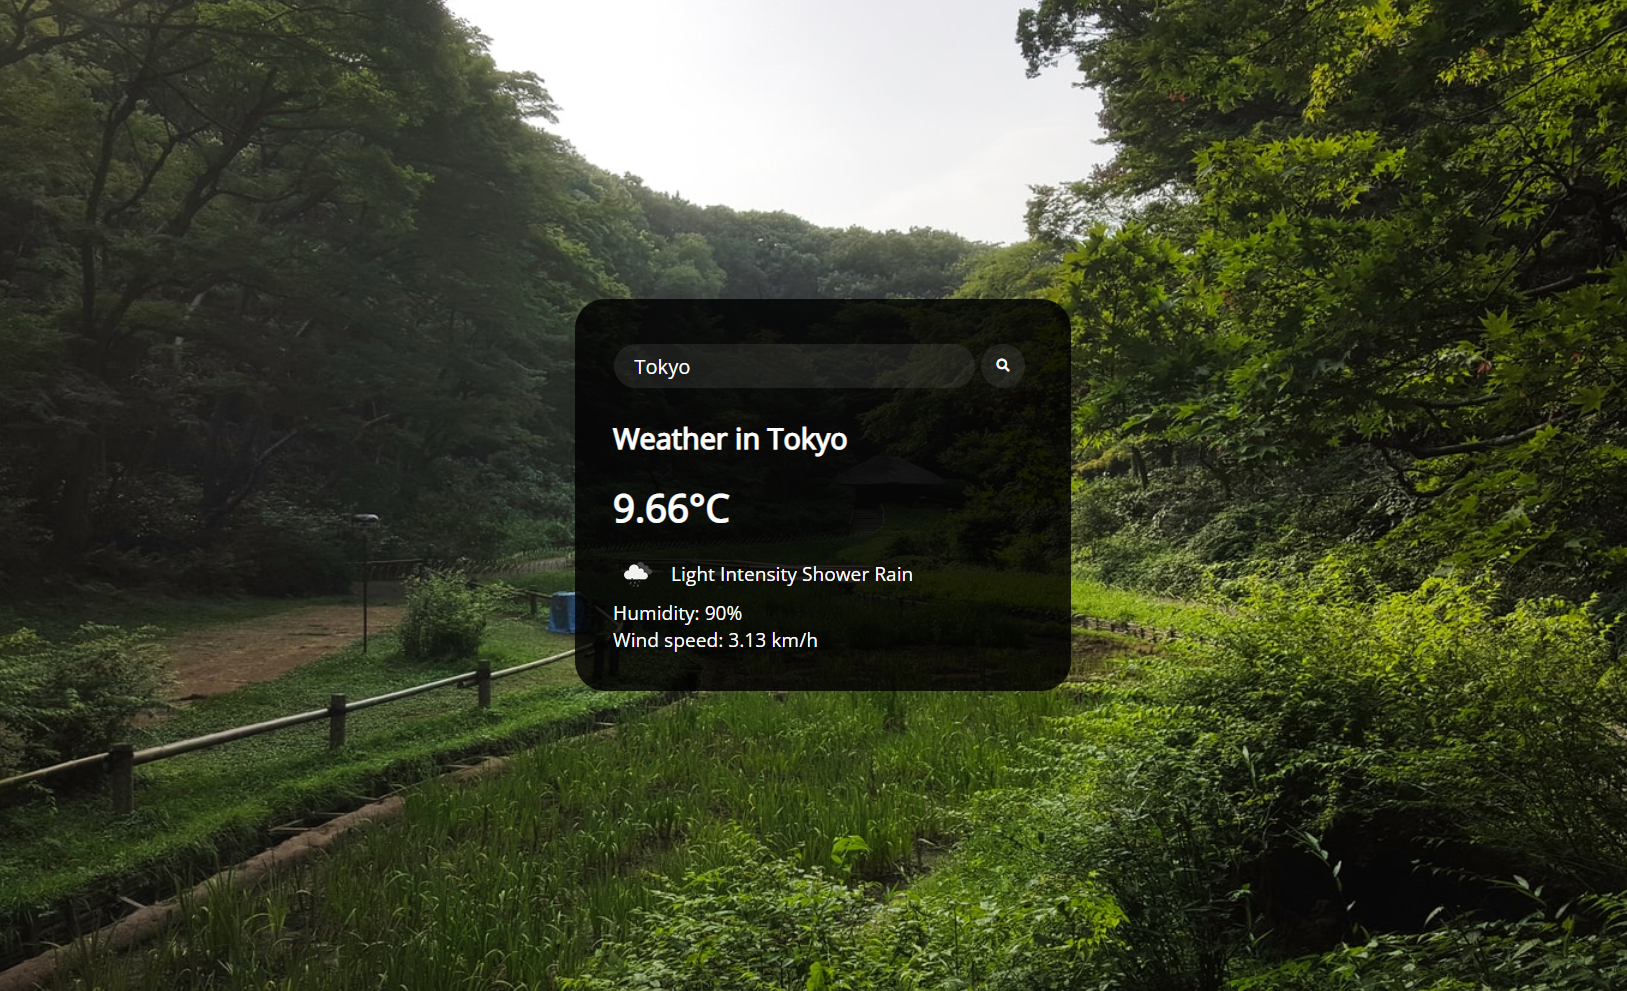 Tokyo
Weather in Tokyo
9.66°C
Light Intensity Shower Rain
Humidity: 90%
Wind speed: 3.13 km/h